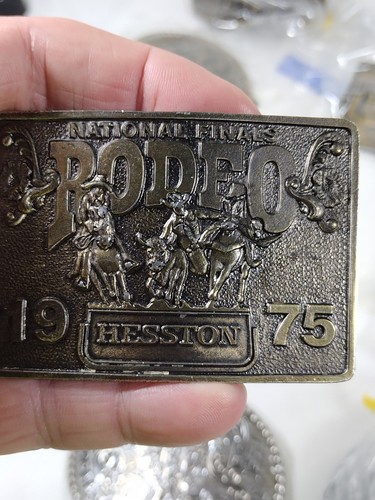 NATIONAL FINALS
RODEO
19 75
HESSTON